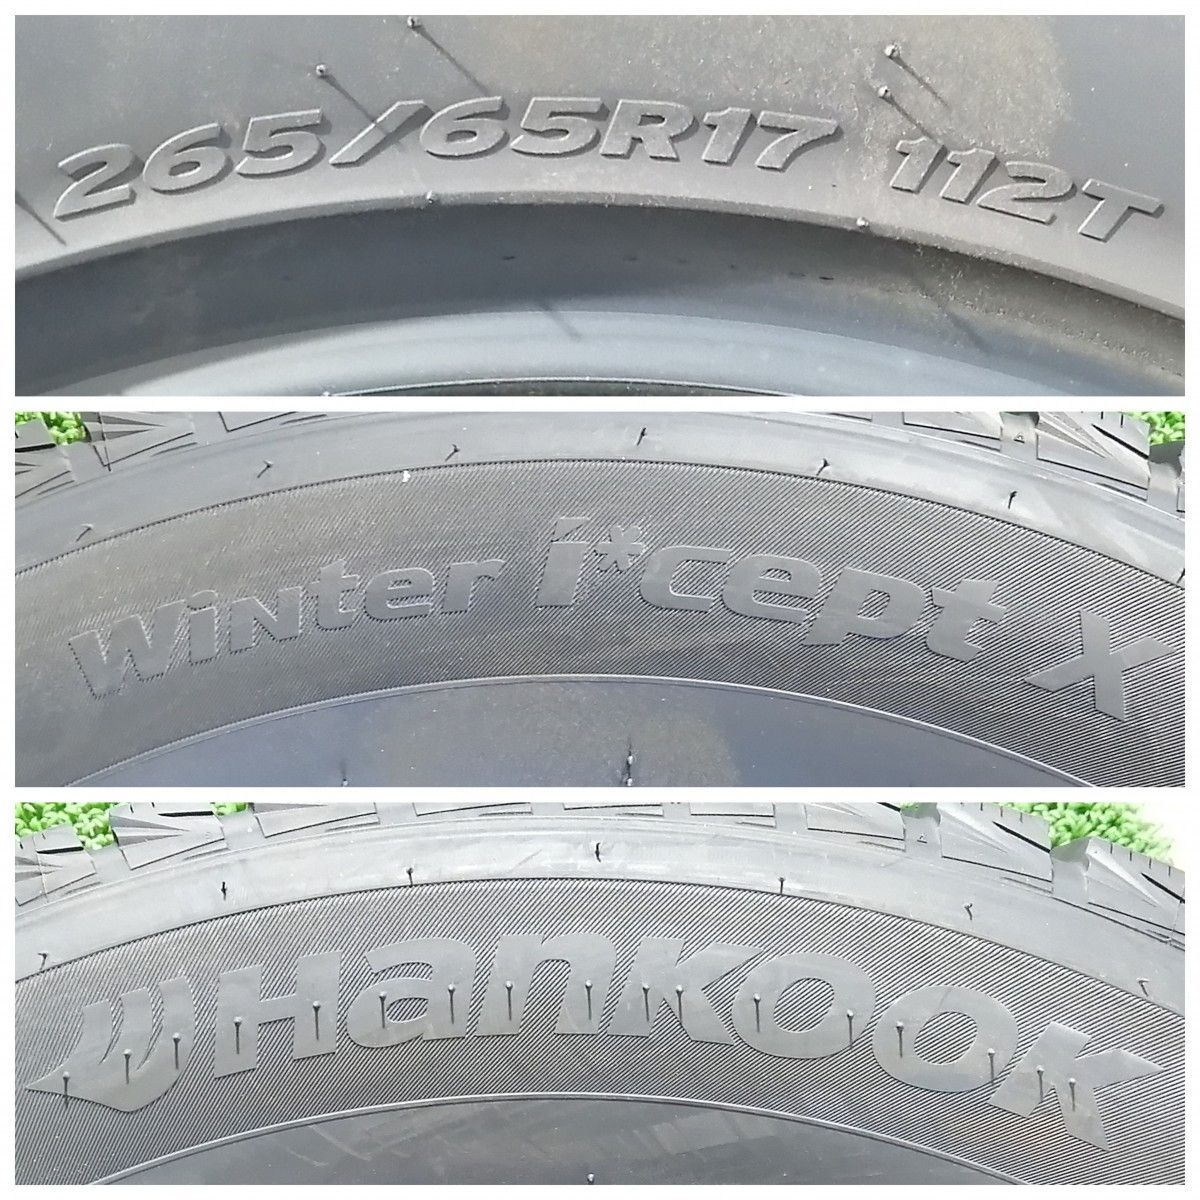 265/65R17 112T
Winter i*cept X
Hankook